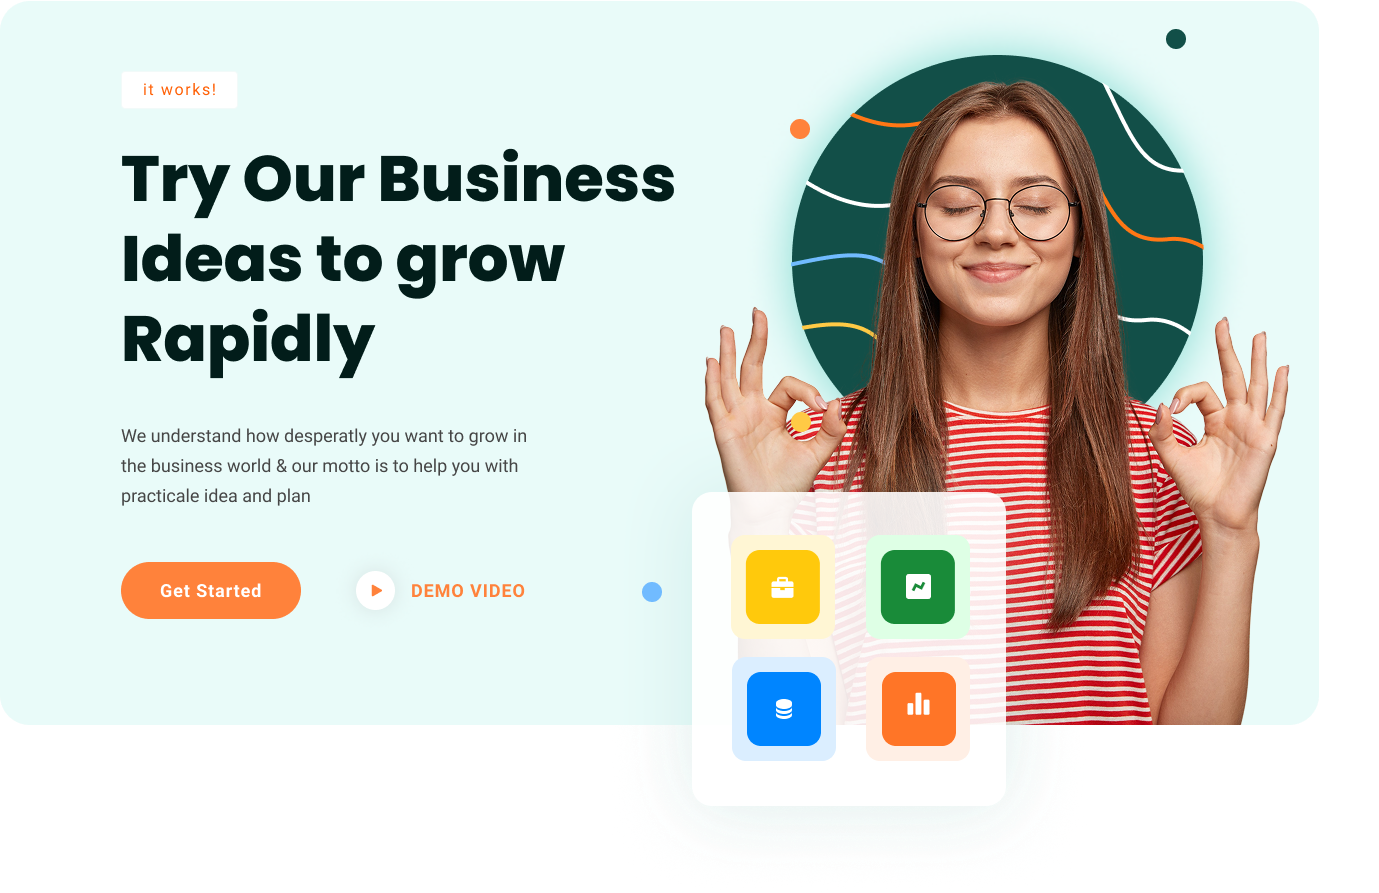 it works!
Try Our Business
Ideas to grow
Rapidly
We understand how desperatly you want to grow in
the business world & our motto is to help you with
practicale idea and plan
Get Started
DEMO VIDEO